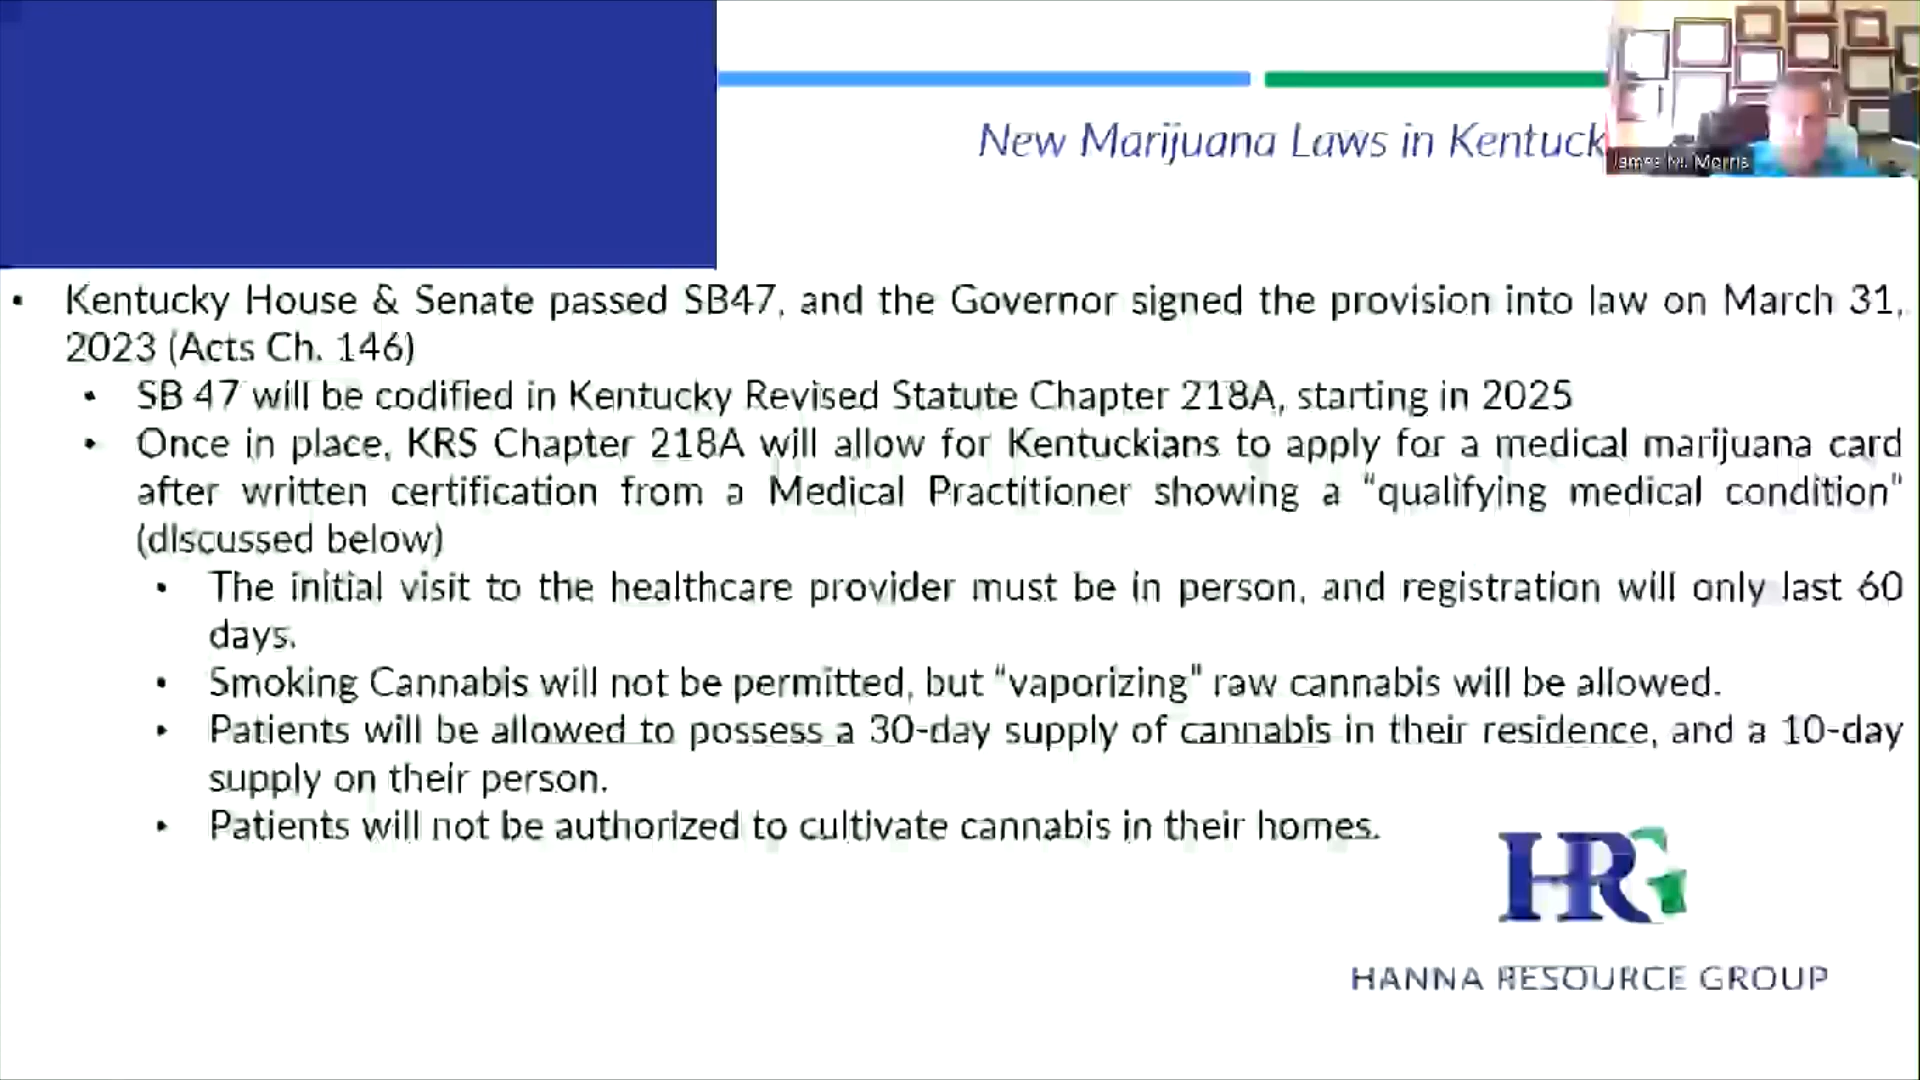 New Marijuana Laws in Kentuck
James M. Morris
• Kentucky House & Senate passed SB47, and the Governor signed the provision into law on March 31,
2023 (Acts Ch. 146)
• SB 47 will be codified in Kentucky Revised Statute Chapter 218A, starting in 2025
• Once in place, KRS Chapter 218A will allow for Kentuckians to apply for a medical marijuana card
after written certification from a Medical Practitioner showing a “qualifying medical condition”
(discussed below)
• The initial visit to the healthcare provider must be in person, and registration will only last 60
days.
• Smoking Cannabis will not be permitted, but “vaporizing” raw cannabis will be allowed.
• Patients will be allowed to possess a 30-day supply of cannabis in their residence, and a 10-day
supply on their person.
• Patients will not be authorized to cultivate cannabis in their homes.
HRG
HANNA RESOURCE GROUP